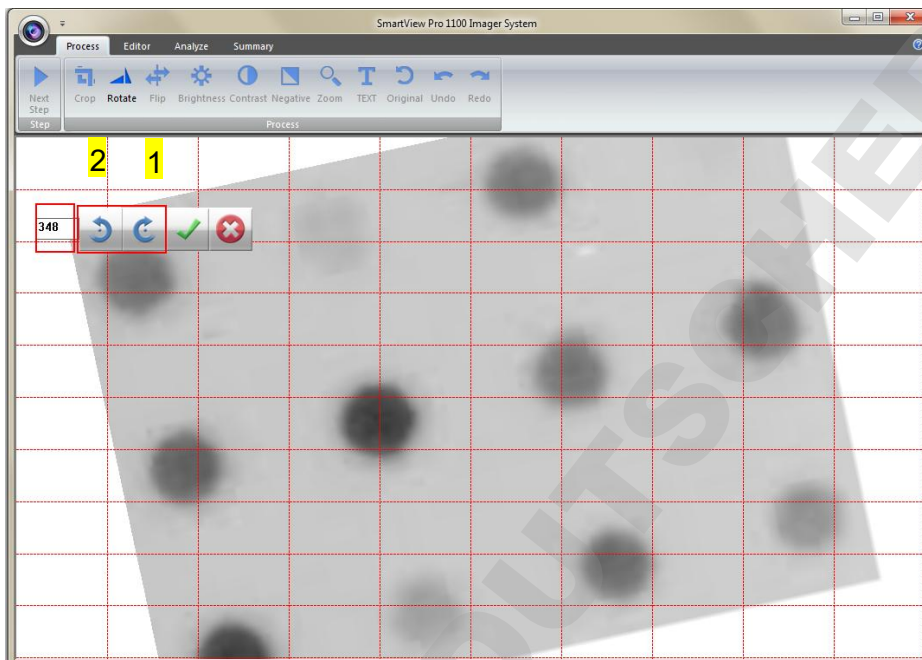 SmartView Pro 1100 Imager System
Process Editor Analyze Summary
Next Step
Crop Rotate Flip Brightness Contrast Negative Zoom TEXT Original Undo Redo
Step Process
2 1
348
OUTSCHER